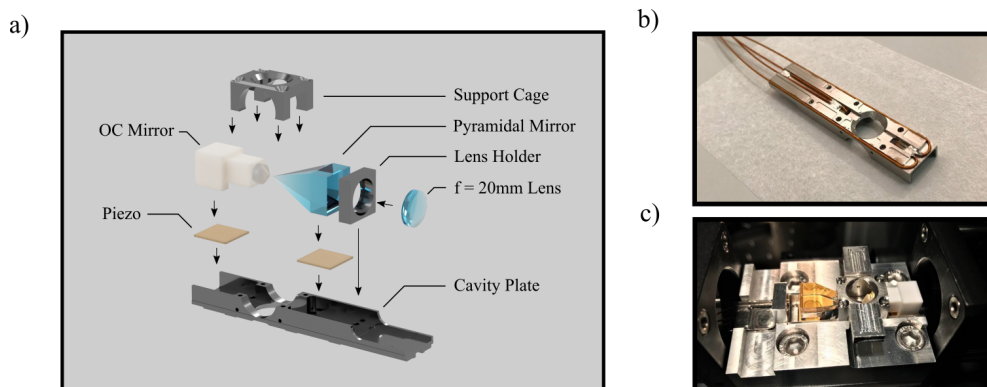 a)
Support Cage
OC Mirror
Pyramidal Mirror
Lens Holder
f = 20mm Lens
Piezo
Cavity Plate
b)
c)